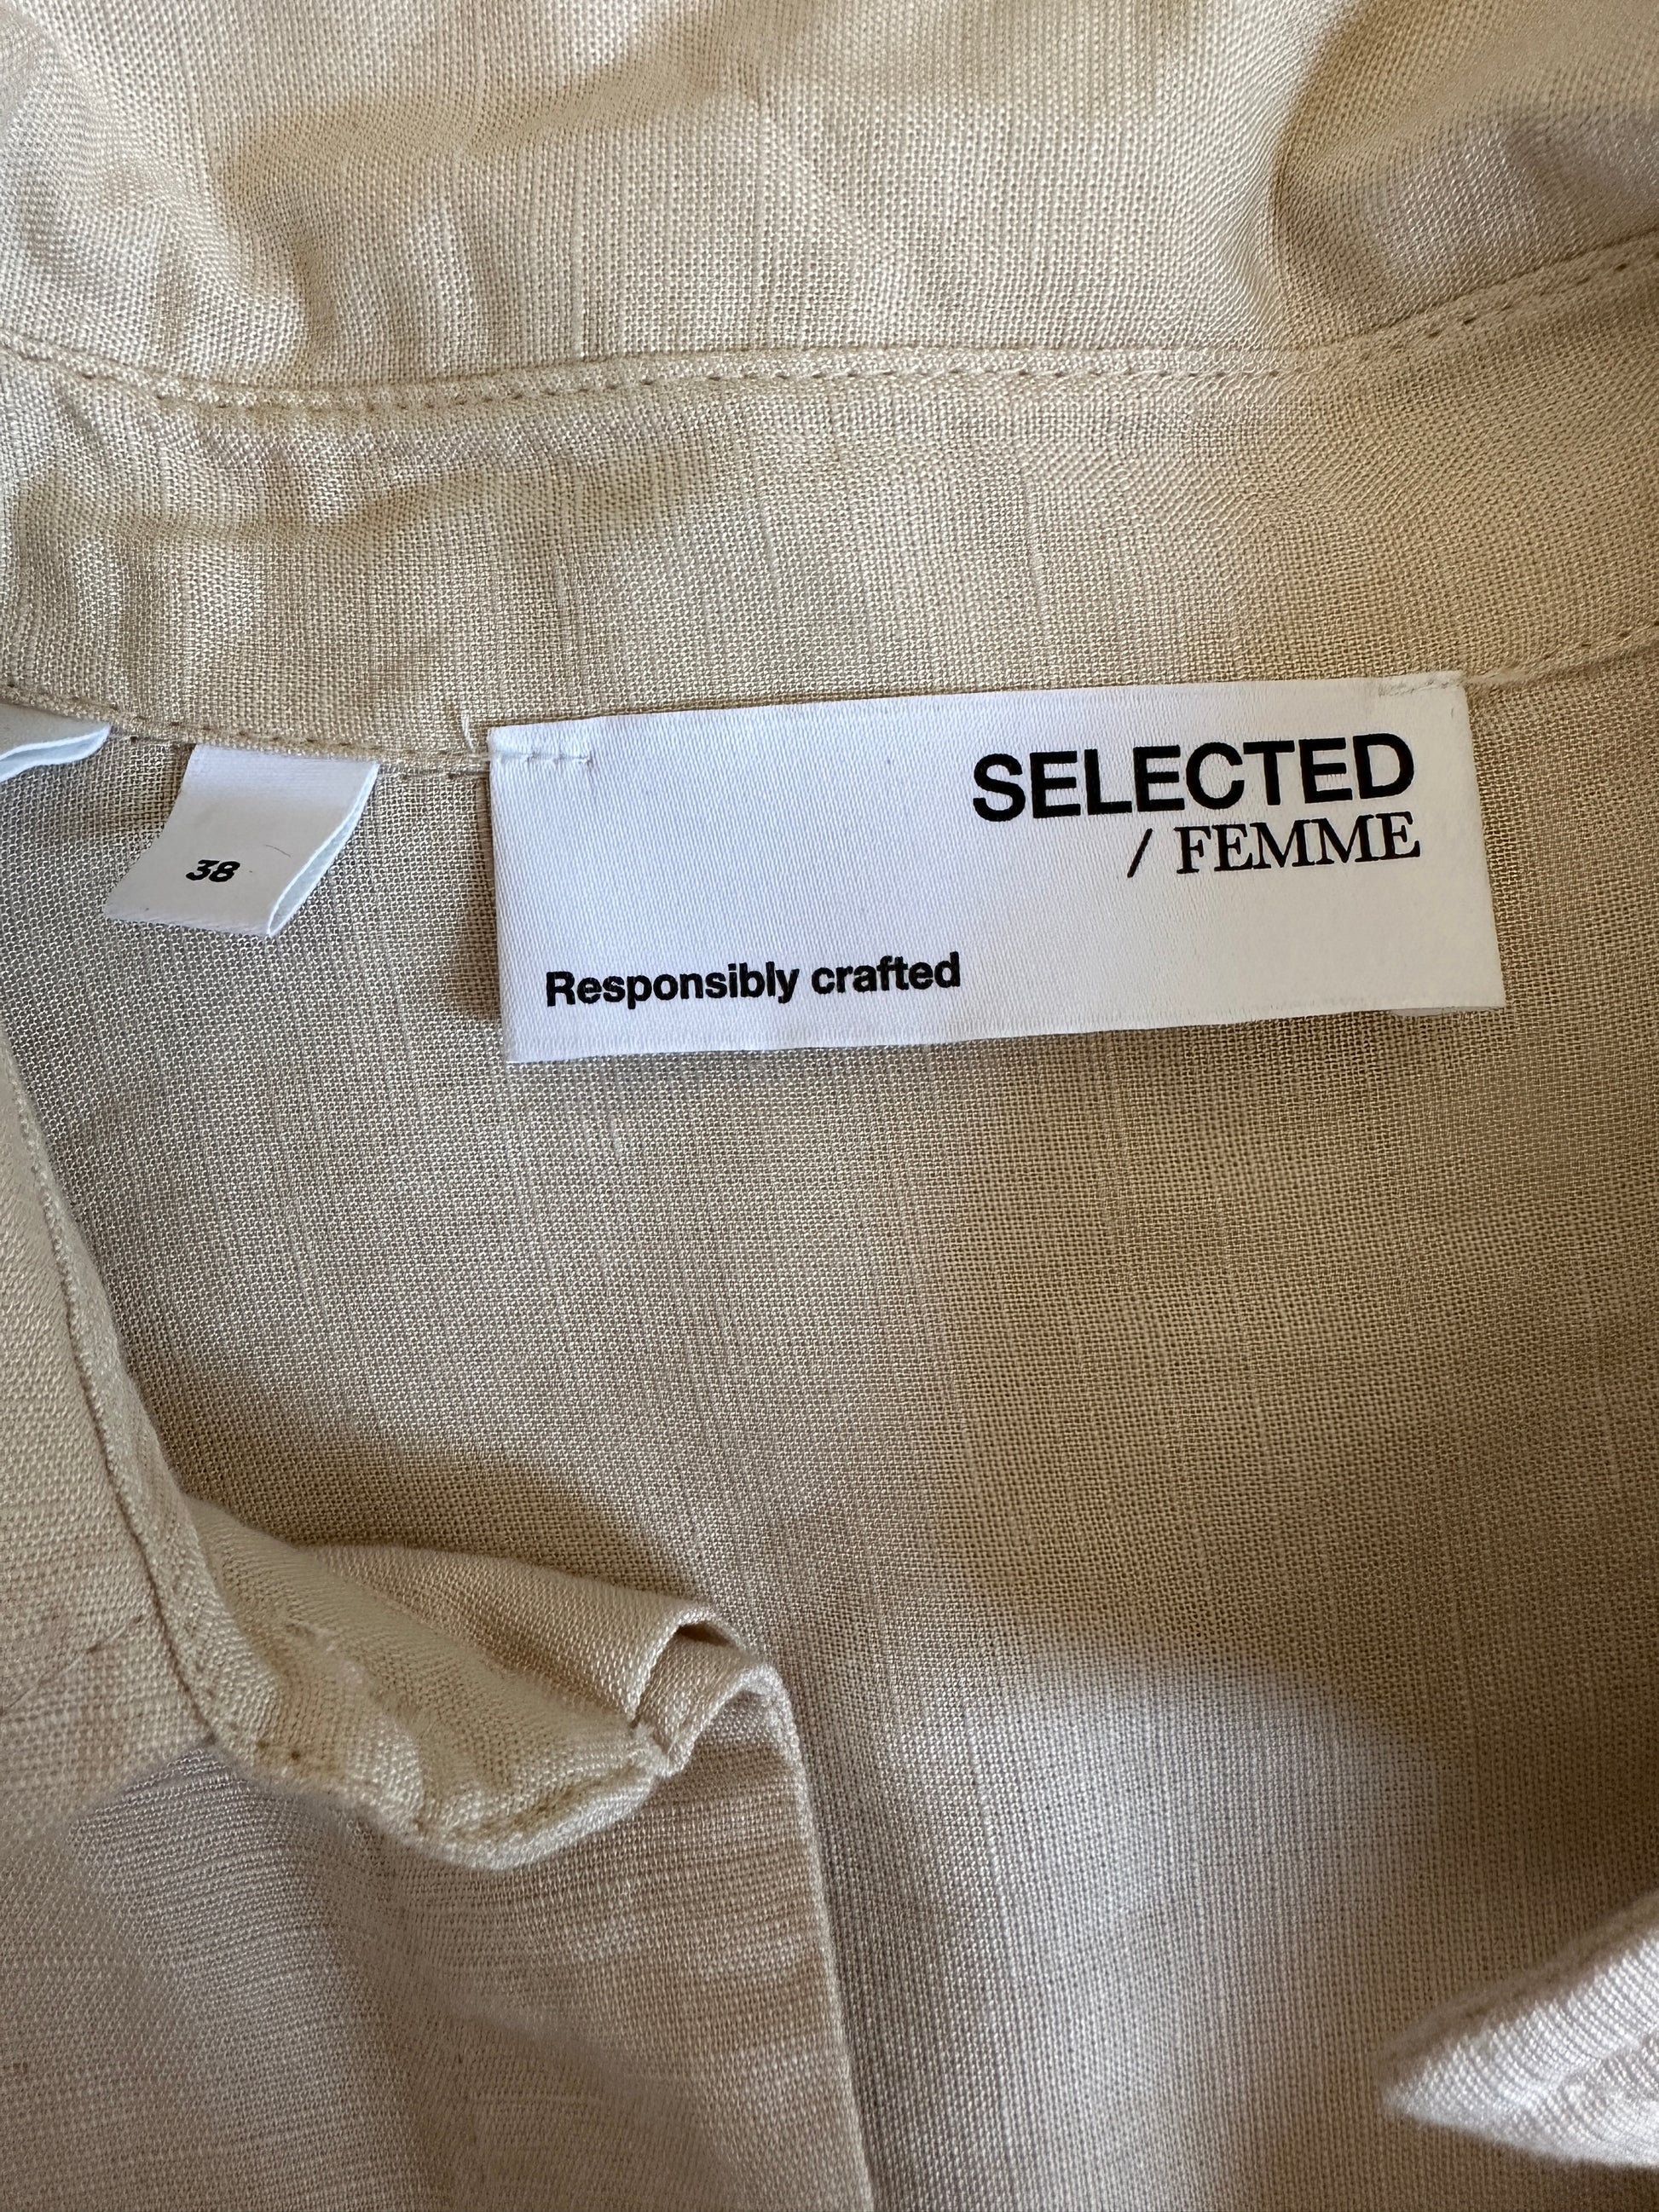 SELECTED
/ FEMME
38
Responsibly crafted